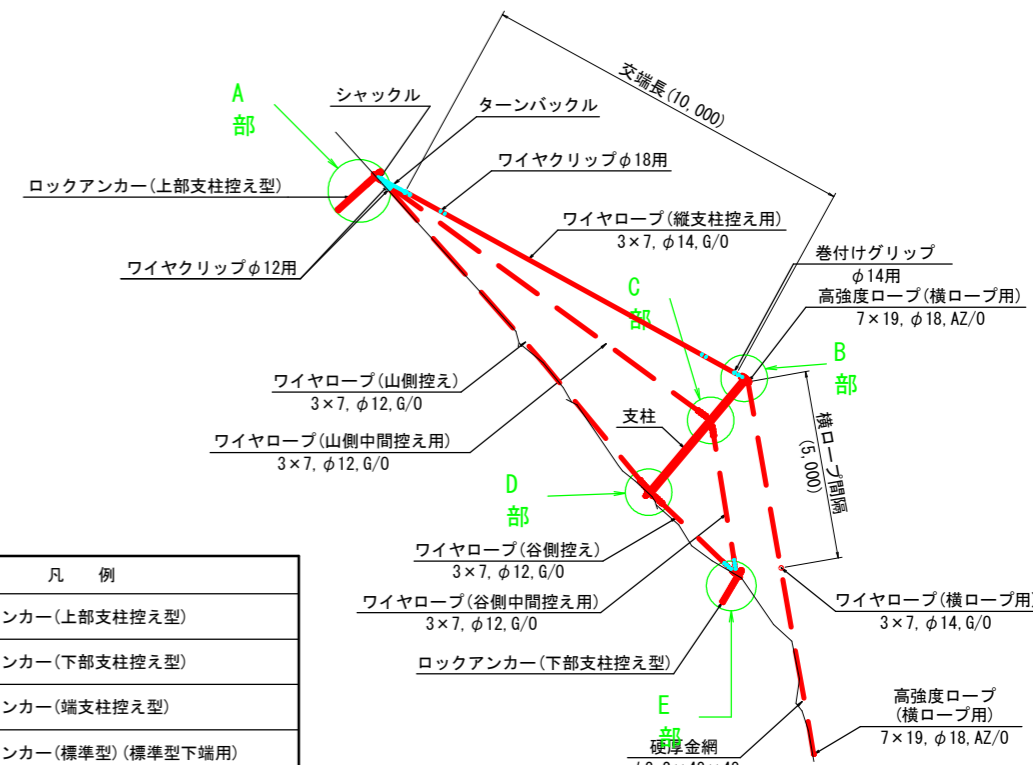 交端長(10,000)
A
部
シャックル
ターンバックル
ワイヤクリップφ18用
ロックアンカー(上部支柱控え型)
ワイヤロープ(縦支柱控え用)
3×7,φ14,G/O
ワイヤクリップφ12用
巻付けグリップ
φ14用
C
部
高強度ロープ(横ロープ用)
7×19,φ18,AZ/O
B
部
ワイヤロープ(山側控え)
3×7,φ12,G/O
支柱
横ロープ間隔
(5,000)
ワイヤロープ(山側中間控え用)
3×7,φ12,G/O
D
部
ワイヤロープ(谷側控え)
3×7,φ12,G/O
ワイヤロープ(谷側中間控え用)
3×7,φ12,G/O
ワイヤロープ(横ロープ用)
3×7,φ14,G/O
ロックアンカー(下部支柱控え型)
E
部
高強度ロープ
(横ロープ用)
7×19,φ18,AZ/O
硬厚金網
凡 例
ンカー(上部支柱控え型)
ンカー(下部支柱控え型)
ンカー(端支柱控え型)
ンカー(標準型)(標準型下端用)